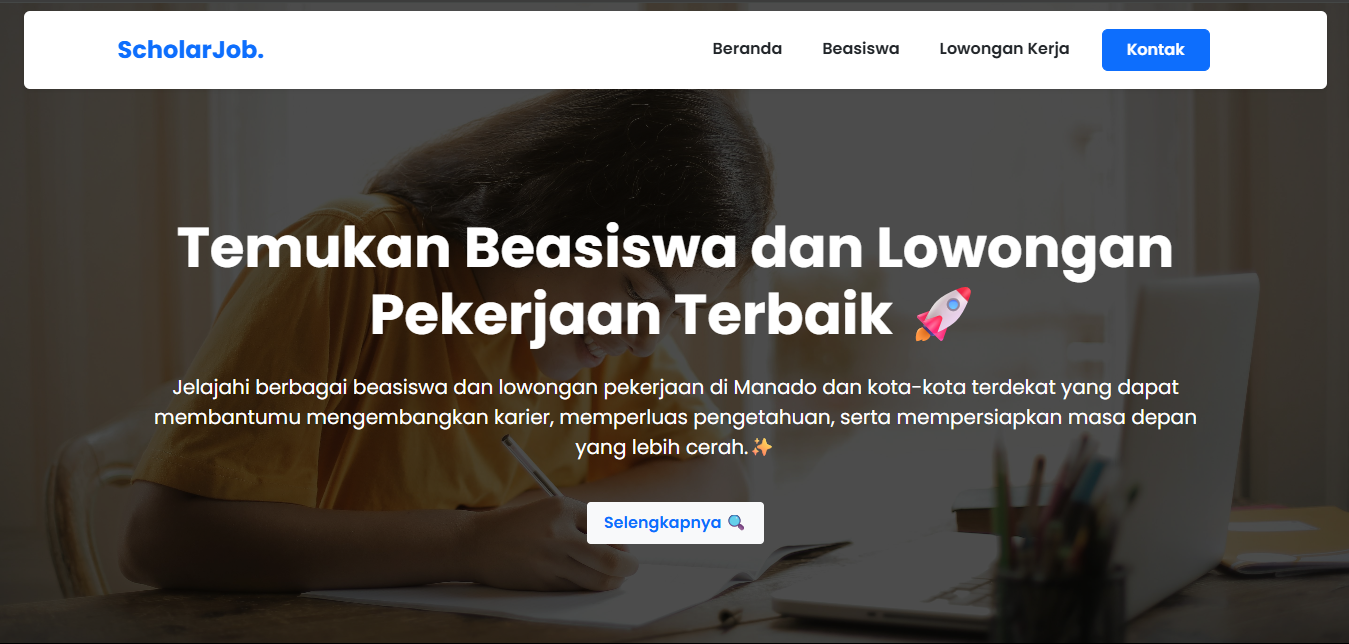 ScholarJob.
Beranda
Beasiswa
Lowongan Kerja
Kontak
Temukan Beasiswa dan Lowongan
Pekerjaan Terbaik 🚀
Jelajahi berbagai beasiswa dan lowongan pekerjaan di Manado dan kota-kota terdekat yang dapat
membantumu mengembangkan karier, memperluas pengetahuan, serta mempersiapkan masa depan
yang lebih cerah.✨
Selengkapnya 🔍